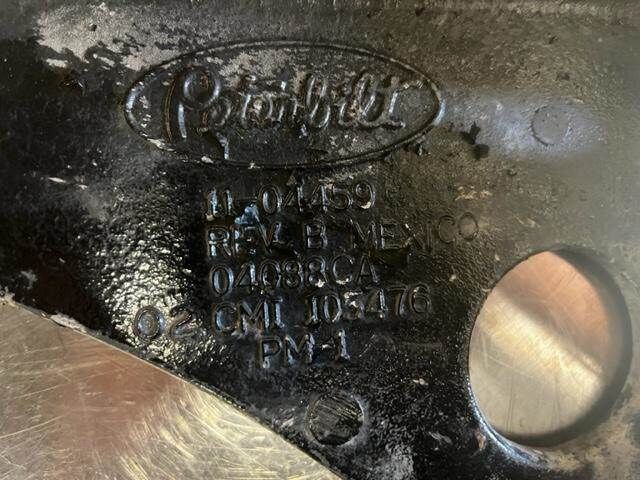 Peterbilt
11-04459
REV. B MEXICO
04088CA
02 CMI 105476
PM-1